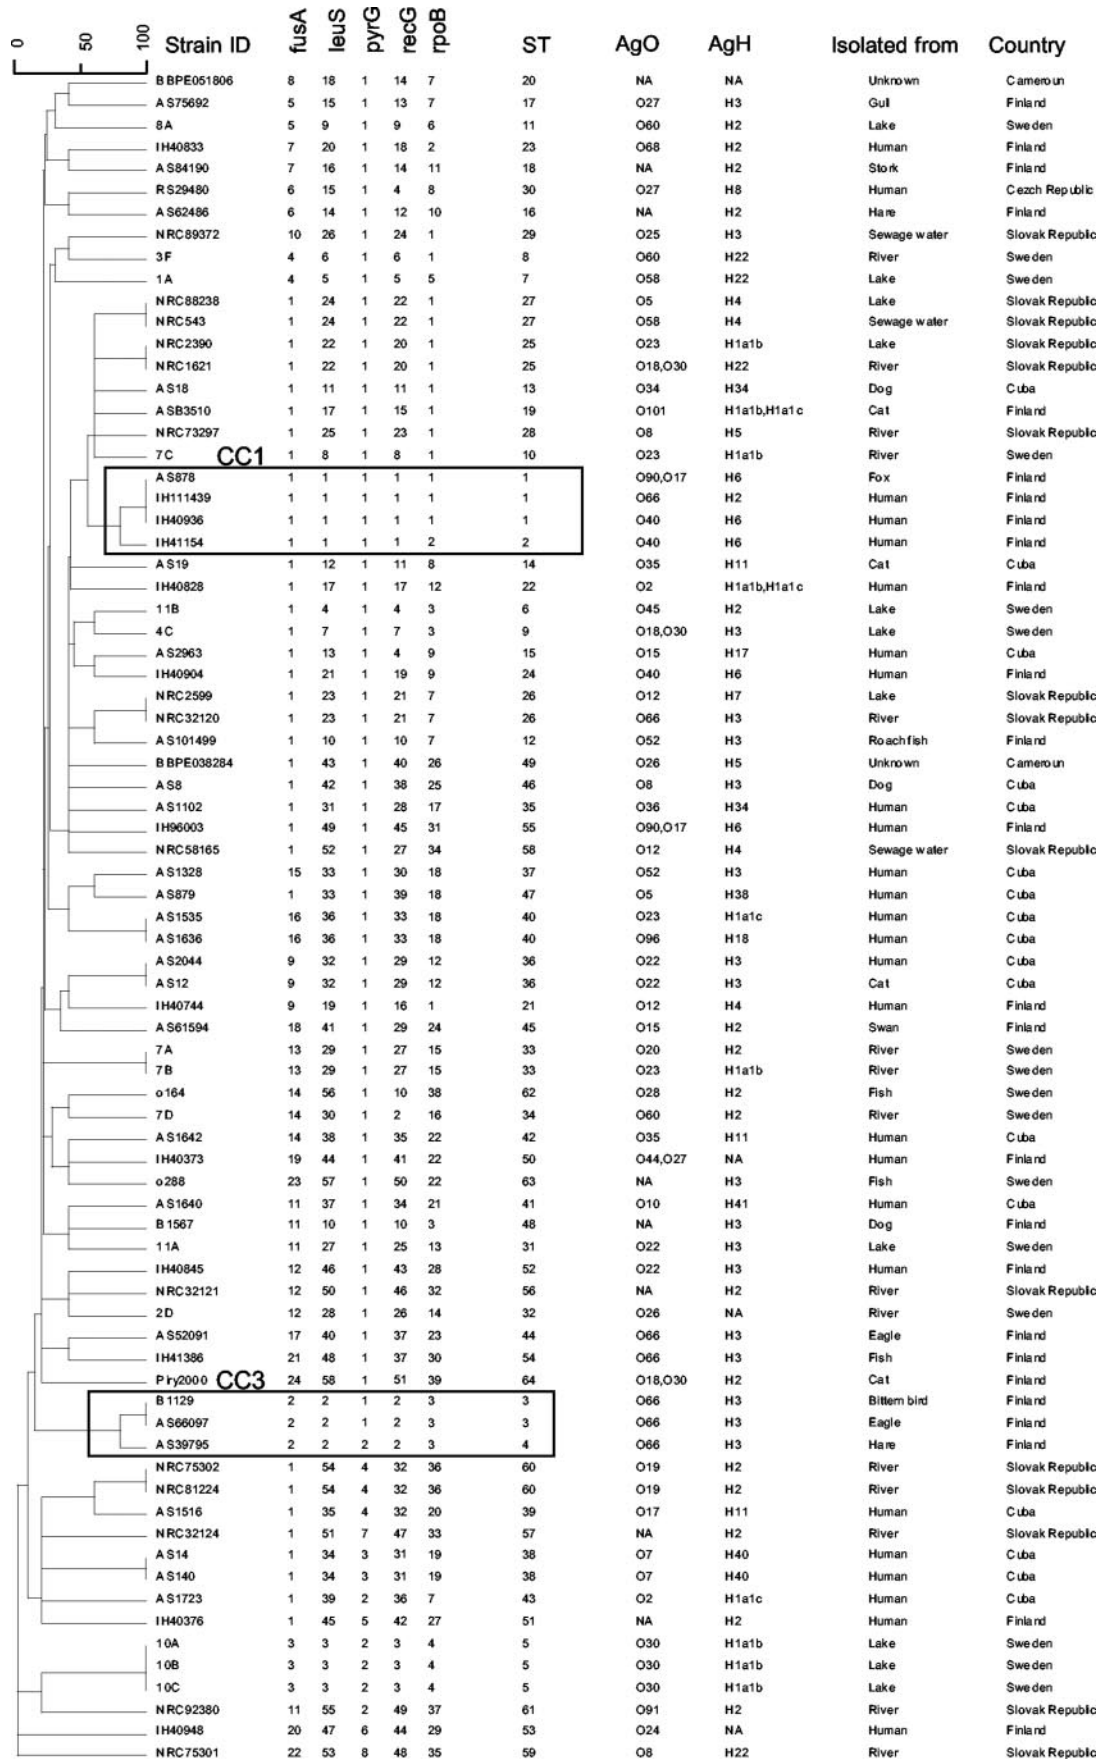 0 50 100 Strain ID fusA leuS pyrG recG rpoB ST AgO AgH Isolated from Country
BBPE051806 8 18 1 14 7 20 NA NA Unknown Cameroun
AS75692 5 15 1 13 7 17 O27 H3 Gull Finland
8A 5 9 1 9 6 11 O60 H2 Lake Sweden
IH40833 7 20 1 18 2 23 O68 H2 Human Finland
AS84190 7 16 1 14 11 18 NA H2 Stork Finland
RS29480 6 15 1 4 8 30 O27 H8 Human Cezch Republic
AS62486 6 14 1 12 10 16 NA H2 Hare Finland
NRC89372 10 26 1 24 1 29 O25 H3 Sewage water Slovak Republic
3F 4 6 1 6 1 8 O60 H22 River Sweden
1A 4 5 1 5 5 7 O58 H22 Lake Sweden
NRC88238 1 24 1 22 1 27 O5 H4 Lake Slovak Republic
NRC543 1 24 1 22 1 27 O58 H4 Sewage water Slovak Republic
NRC2390 1 22 1 20 1 25 O23 H1a1b Lake Slovak Republic
NRC1621 1 22 1 20 1 25 O18,O30 H22 River Slovak Republic
AS18 1 11 1 11 1 13 O34 H34 Dog Cuba
ASB3510 1 17 1 15 1 19 O101 H1a1b,H1a1c Cat Finland
NRC73297 1 25 1 23 1 28 O8 H5 River Slovak Republic
7C CC1 1 8 1 8 1 10 O23 H1a1b River Sweden
AS878 1 1 1 1 1 1 O90,O17 H6 Fox Finland
IH111439 1 1 1 1 1 1 O66 H2 Human Finland
IH40936 1 1 1 1 1 1 O40 H6 Human Finland
IH41154 1 1 1 1 2 2 O40 H6 Human Finland
AS19 1 12 1 11 8 14 O35 H11 Cat Cuba
IH40828 1 17 1 17 12 22 O2 H1a1b,H1a1c Human Finland
11B 1 4 1 4 3 6 O45 H2 Lake Sweden
4C 1 7 1 7 3 9 O18,O30 H3 Lake Sweden
AS2963 1 13 1 4 9 15 O15 H17 Human Cuba
IH40904 1 21 1 19 9 24 O40 H6 Human Finland
NRC2599 1 23 1 21 7 26 O12 H7 Lake Slovak Republic
NRC32120 1 23 1 21 7 26 O66 H3 River Slovak Republic
AS101499 1 10 1 10 7 12 O52 H3 Roachfish Finland
BBPE038284 1 43 1 40 26 49 O26 H5 Unknown Cameroun
AS8 1 42 1 38 25 46 O8 H3 Dog Cuba
AS1102 1 31 1 28 17 35 O36 H34 Human Cuba
IH96003 1 49 1 45 31 55 O90,O17 H6 Human Finland
NRC58165 1 52 1 27 34 58 O12 H4 Sewage water Slovak Republic
AS1328 15 33 1 30 18 37 O52 H3 Human Cuba
AS879 1 33 1 39 18 47 O5 H38 Human Cuba
AS1535 16 36 1 33 18 40 O23 H1a1c Human Cuba
AS1636 16 36 1 33 18 40 O96 H18 Human Cuba
AS2044 9 32 1 29 12 36 O22 H3 Human Cuba
AS12 9 32 1 29 12 36 O22 H3 Cat Cuba
IH40744 9 19 1 16 1 21 O12 H4 Human Finland
AS61594 18 41 1 29 24 45 O15 H2 Swan Finland
7A 13 29 1 27 15 33 O20 H2 River Sweden
7B 13 29 1 27 15 33 O23 H1a1b River Sweden
o164 14 56 1 10 38 62 O28 H2 Fish Sweden
7D 14 30 1 2 16 34 O60 H2 River Sweden
AS1642 14 38 1 35 22 42 O35 H11 Human Cuba
IH40373 19 44 1 41 22 50 O44,O27 NA Human Finland
o288 23 57 1 50 22 63 NA H3 Fish Sweden
AS1640 11 37 1 34 21 41 O10 H41 Human Cuba
B1567 11 10 1 10 3 48 NA H3 Dog Finland
11A 11 27 1 25 13 31 O22 H3 Lake Sweden
IH40845 12 46 1 43 28 52 O22 H3 Human Finland
NRC32121 12 50 1 46 32 56 NA H2 River Slovak Republic
2D 12 28 1 26 14 32 O26 NA River Sweden
AS52091 17 40 1 37 23 44 O66 H3 Eagle Finland
IH41386 21 48 1 37 30 54 O66 H3 Fish Finland
Piry2000 CC3 24 58 1 51 39 64 O18,O30 H2 Cat Finland
B1129 2 2 1 2 3 3 O66 H3 Bittern bird Finland
AS66097 2 2 1 2 3 3 O66 H3 Eagle Finland
AS39795 2 2 2 2 3 4 O66 H3 Hare Finland
NRC75302 1 54 4 32 36 60 O19 H2 River Slovak Republic
NRC81224 1 54 4 32 36 60 O19 H2 River Slovak Republic
AS1516 1 35 4 32 20 39 O17 H11 Human Cuba
NRC32124 1 51 7 47 33 57 NA H2 River Slovak Republic
AS14 1 34 3 31 19 38 O7 H40 Human Cuba
AS140 1 34 3 31 19 38 O7 H40 Human Cuba
AS1723 1 39 2 36 7 43 O2 H1a1c Human Cuba
IH40376 1 45 5 42 27 51 NA H2 Human Finland
10A 3 3 2 3 4 5 O30 H1a1b Lake Sweden
10B 3 3 2 3 4 5 O30 H1a1b Lake Sweden
10C 3 3 2 3 4 5 O30 H1a1b Lake Sweden
NRC92380 11 55 2 49 37 61 O91 H2 River Slovak Republic
IH40948 20 47 6 44 29 53 O24 NA Human Finland
NRC75301 22 53 8 48 35 59 O8 H22 River Slovak Republic